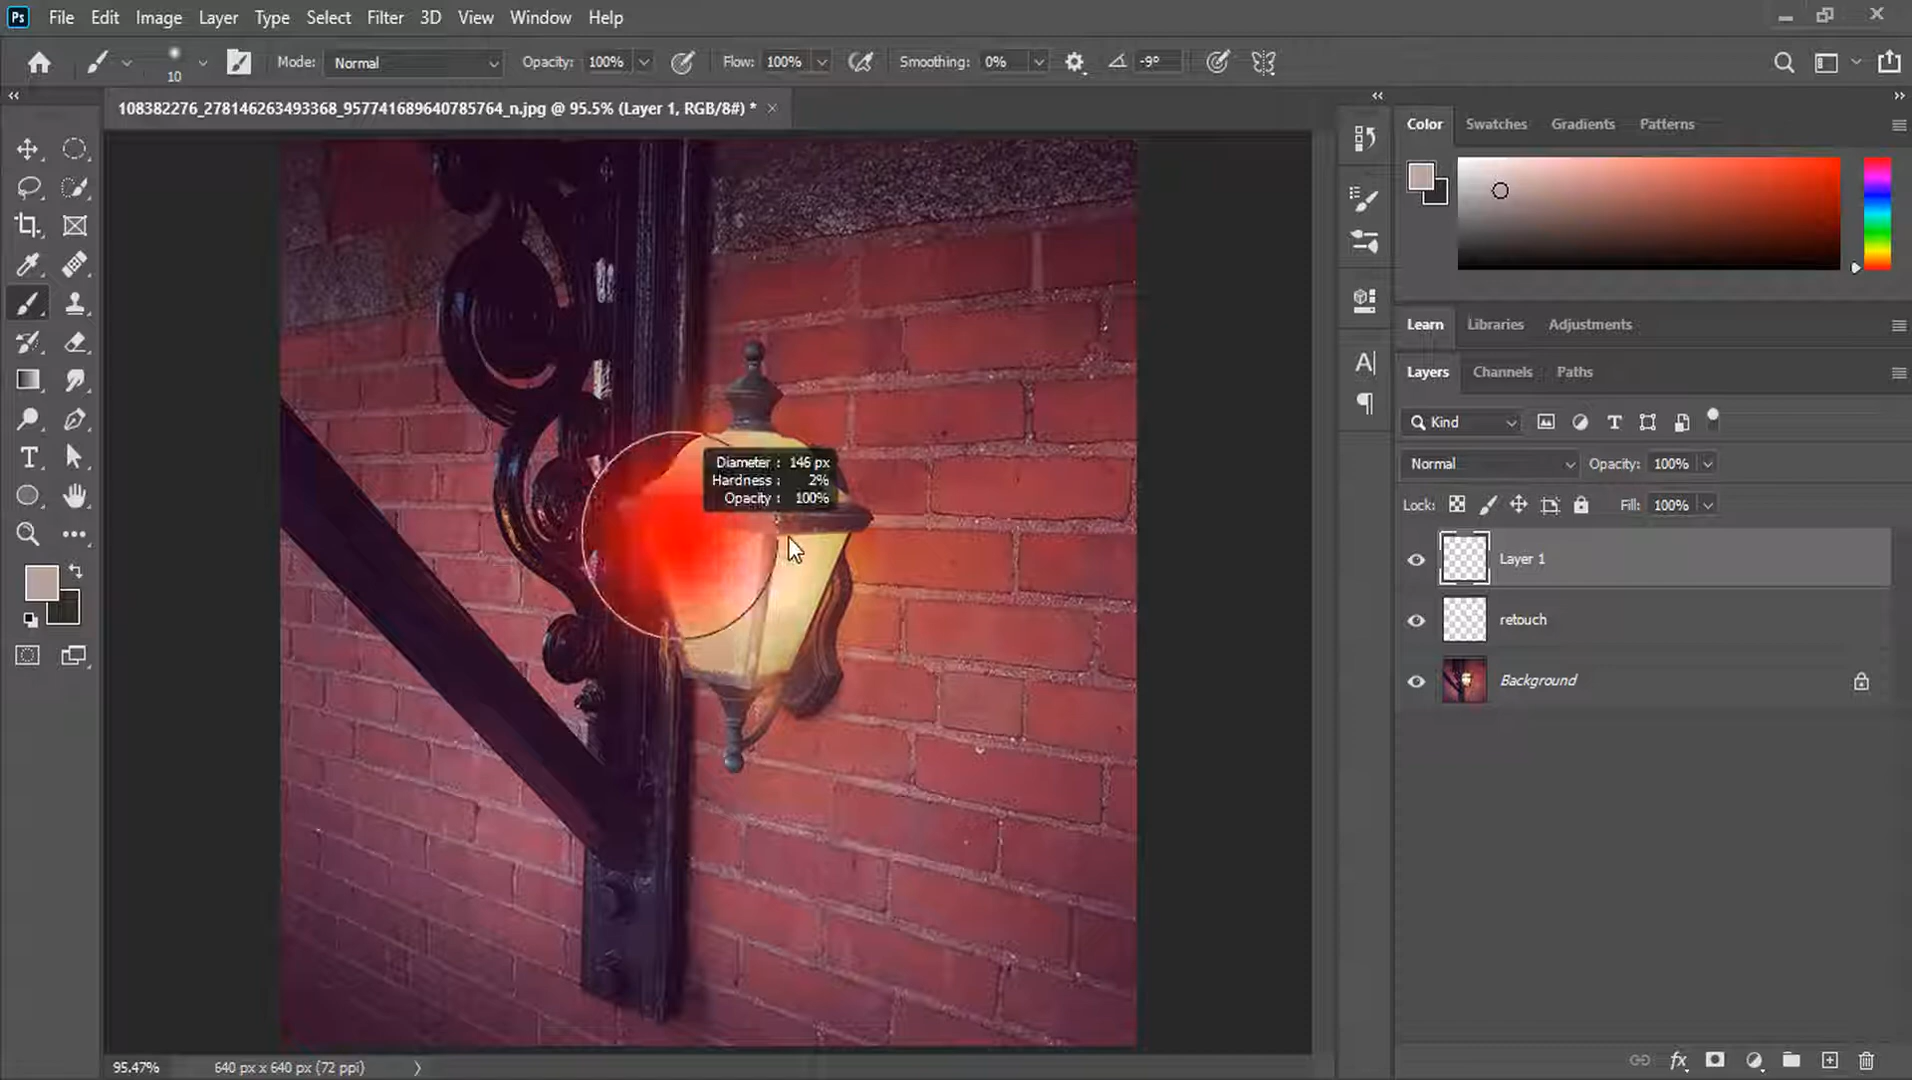 Ps File Edit Image Layer Type Select Filter 3D View Window Help
10 Mode: Normal Opacity: 100% Flow: 100% Smoothing: 0% -9°
108382276_278146263493368_957741689640785764_n.jpg @ 95.5% (Layer 1, RGB/8#) *
Color Swatches Gradients Patterns
Learn Libraries Adjustments
Layers Channels Paths
Kind
Normal Opacity: 100%
Lock: Fill: 100%
Diameter : 146 px
Hardness : 2%
Opacity : 100%
Layer 1
retouch
Background
95.47% 640 px x 640 px (72 ppi)